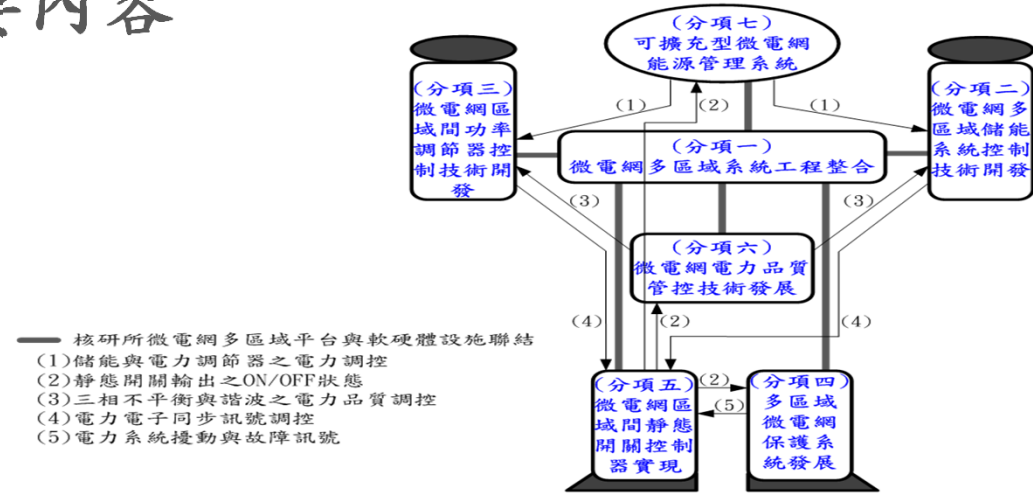 內容
(分項七)
可擴充型微電網
能源管理系統
(分項三)
微電網區
域間功率
調節器控
制技術開
發
(1)
(2)
(1)
(分項二)
微電網多
區域儲能
系統控制
技術開發
(分項一)
微電網多區域系統工程整合
(3)
(3)
(分項六)
微電網電力品質
管控技術發展
(4)
(2)
(4)
核研所微電網多區域平台與軟硬體設施聯結
(1)儲能與電力調節器之電力調控
(2)靜態開關輸出之ON/OFF狀態
(3)三相不平衡與諧波之電力品質調控
(4)電力電子同步訊號調控
(5)電力系統擾動與故障訊號
(分項五)
微電網區
域間靜態
開關控制
器實現
(2)
(5)
(分項四)
多區域
微電網
保護系
統發展